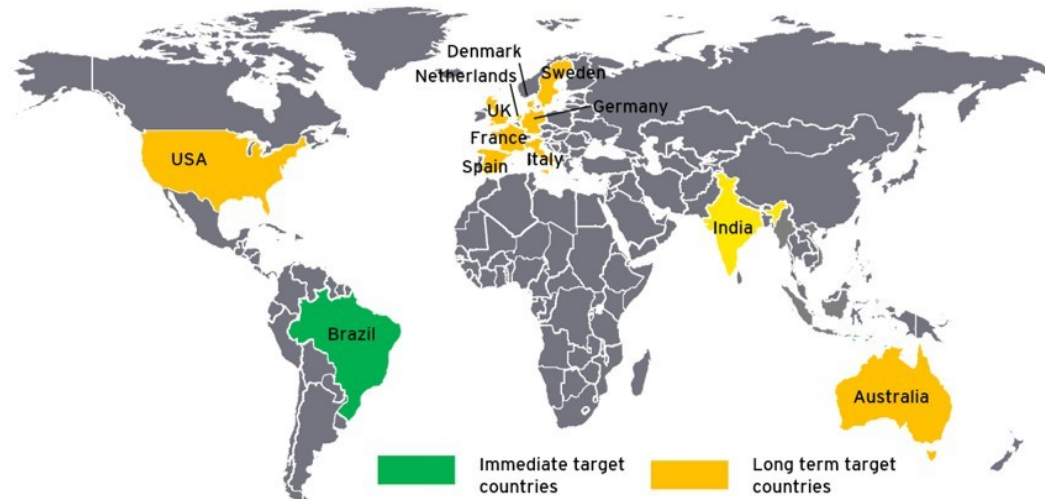 Denmark
Netherlands
Sweden
UK
Germany
France
USA
Spain
Italy
India
Brazil
Australia
Immediate target
countries
Long term target
countries